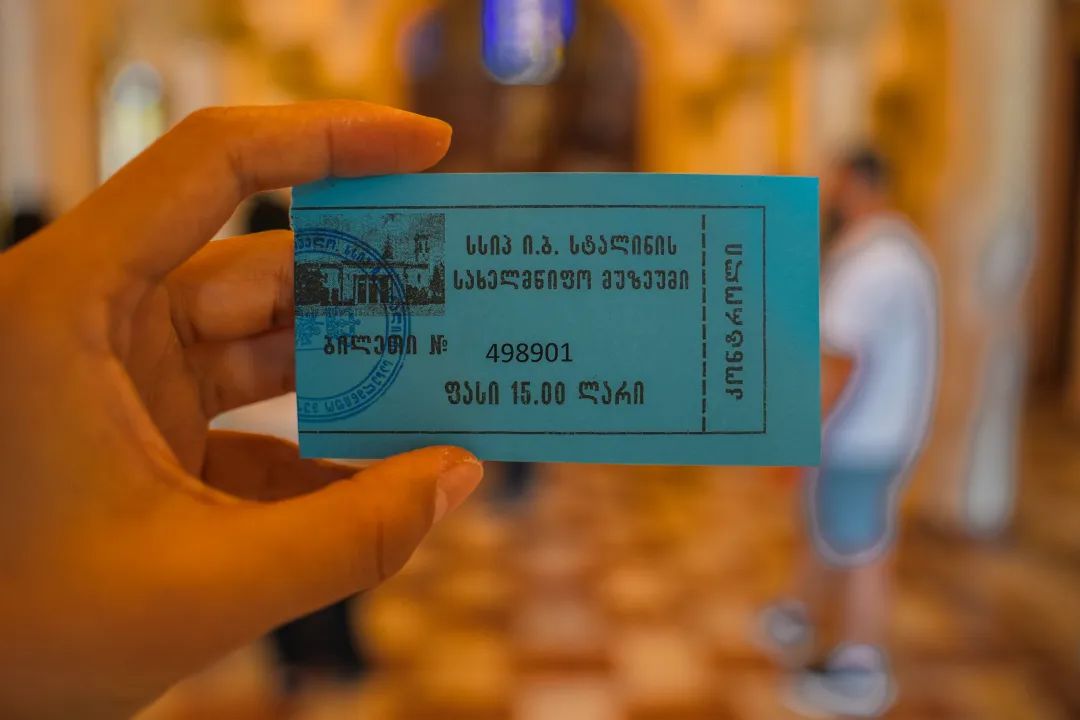 სსიპ ი.ბ. სტალინის
სახელმწიფო მუზეუმი
ბილეთი № 498901
ფასი 15.00 ლარი
კონტროლი